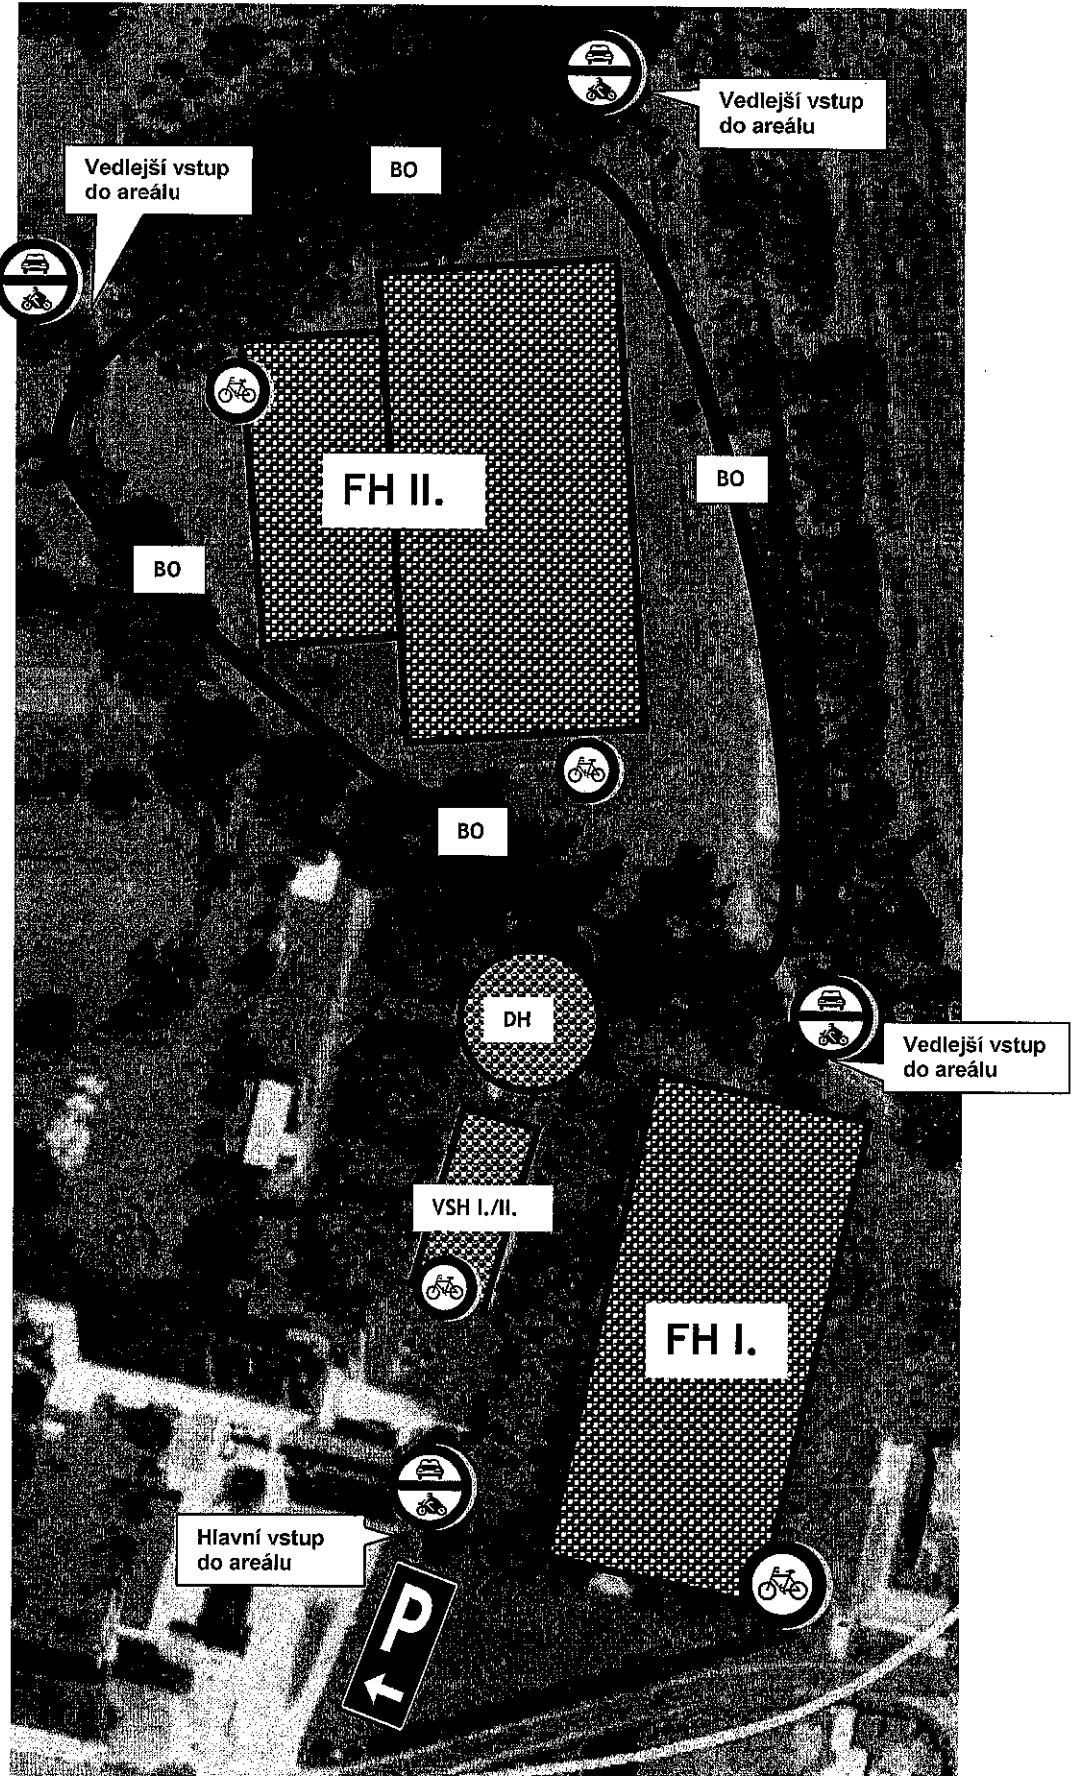 Vedlejší vstup
do areálu
Vedlejší vstup
do areálu
BO
FH II.
BO
BO
BO
DH
Vedlejší vstup
do areálu
VSH I./II.
FH I.
Hlavní vstup
do areálu
P